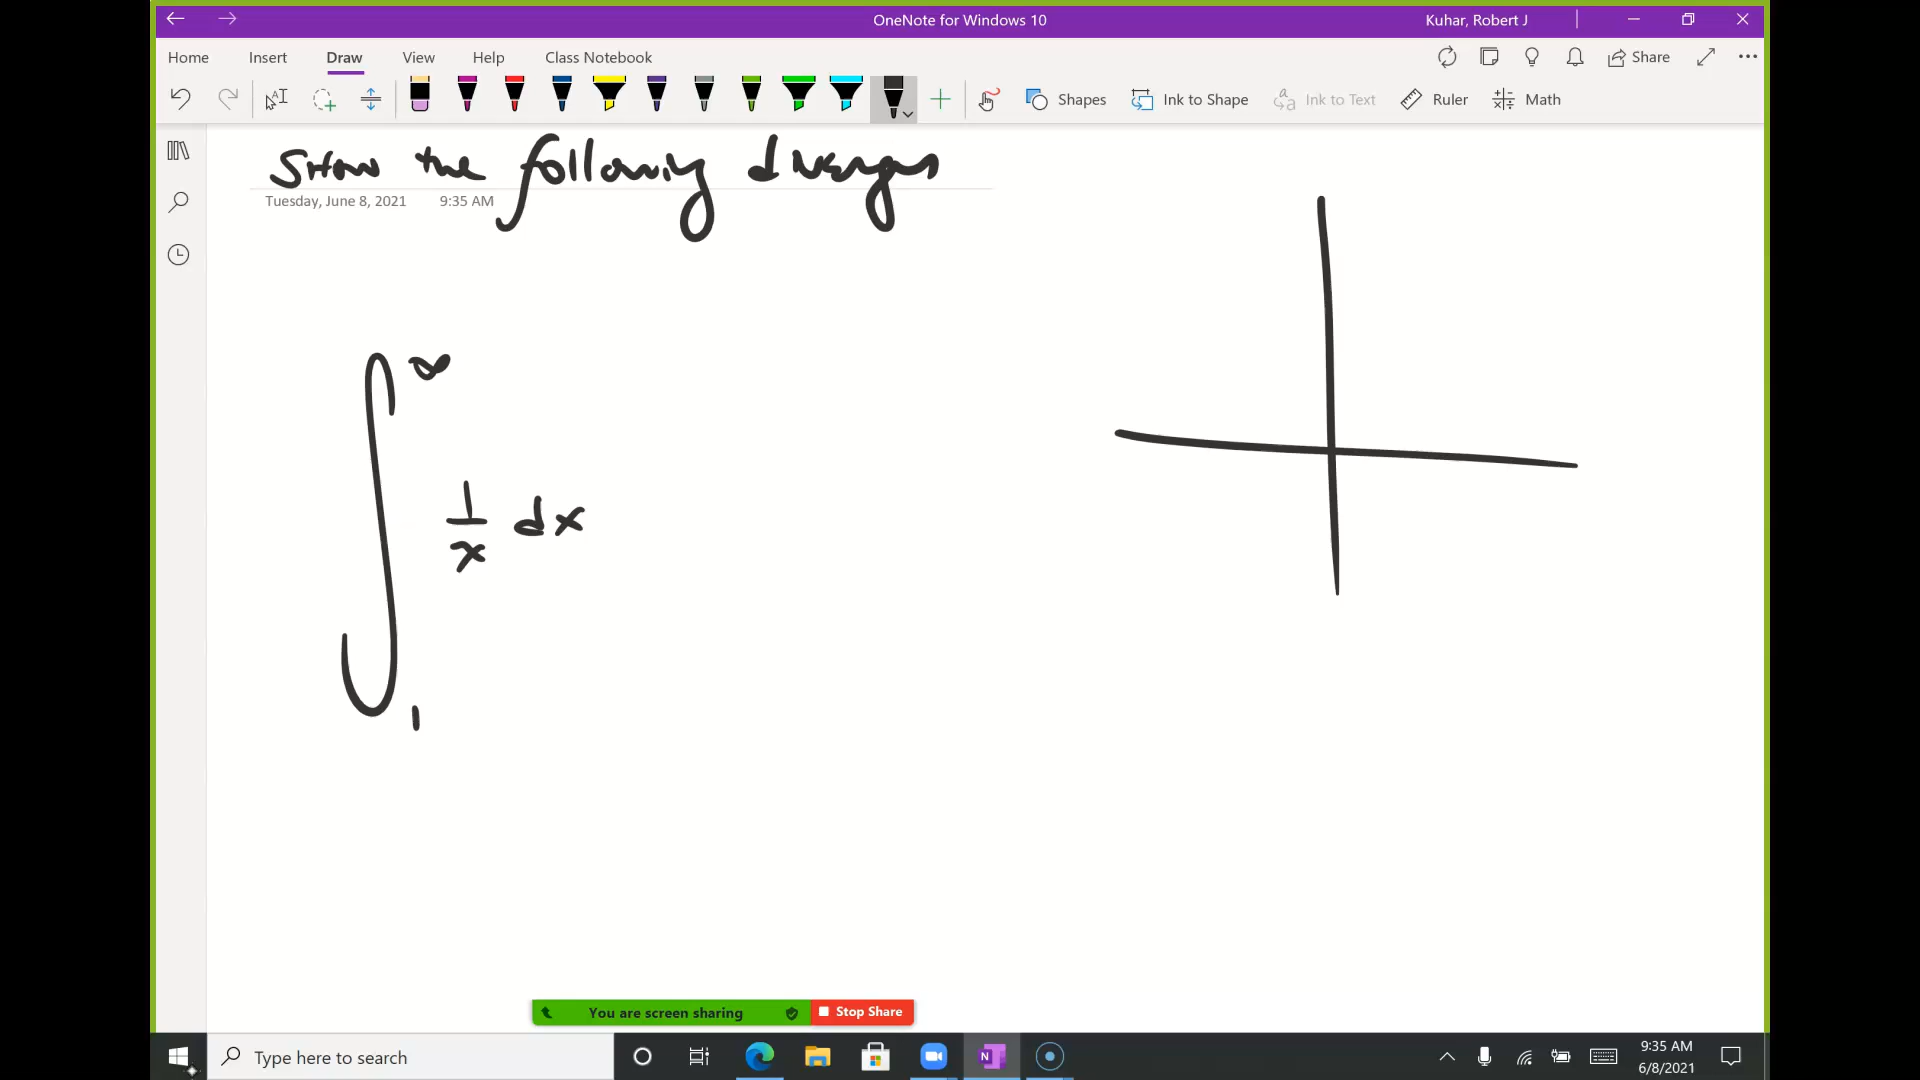 OneNote for Windows 10
Kuhar, Robert J
Home Insert Draw View Help Class Notebook
Share
Shapes Ink to Shape Ink to Text Ruler Math
Show the following diverges
Tuesday, June 8, 2021 9:35 AM
∫₁^∞ 1/x dx
You are screen sharing Stop Share
Type here to search
9:35 AM
6/8/2021